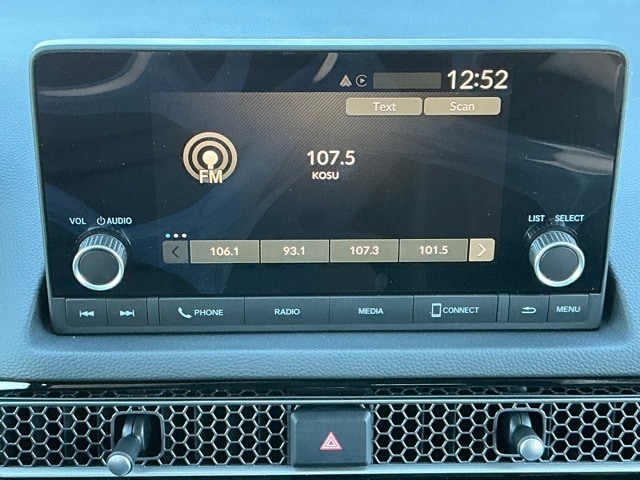 12:52
Text Scan
107.5
KOSU
FM
VOL AUDIO
LIST SELECT
106.1 93.1 107.3 101.5
PHONE RADIO MEDIA CONNECT MENU